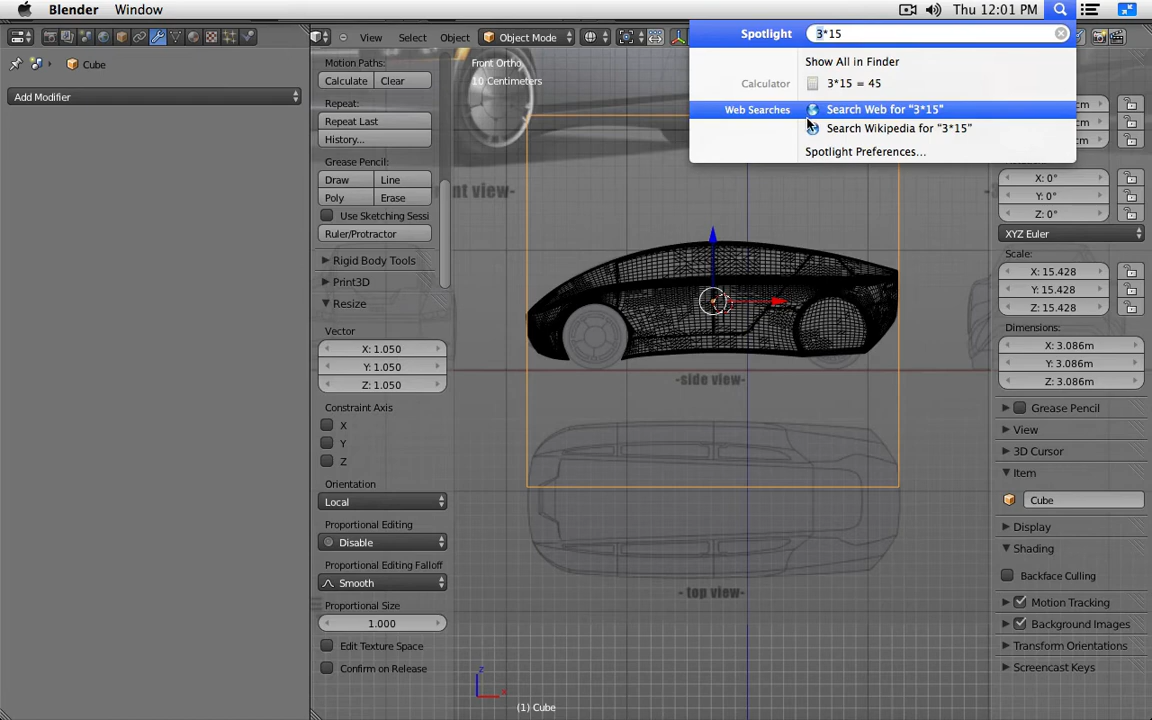 Blender Window Thu 12:01 PM
Spotlight 3*15
Show All in Finder
Calculator 3*15 = 45
Web Searches Search Web for "3*15"
Search Wikipedia for "3*15"
Spotlight Preferences...
View Select Object Object Mode
Cube
Add Modifier
Motion Paths:
Calculate Clear
Repeat:
Repeat Last
History...
Grease Pencil:
Draw Line
Poly Erase
Use Sketching Sessi
Ruler/Protractor
Rigid Body Tools
Print3D
Resize
Vector
X: 1.050
Y: 1.050
Z: 1.050
Constraint Axis
X
Y
Z
Orientation
Local
Proportional Editing
Disable
Proportional Editing Falloff
Smooth
Proportional Size
1.000
Edit Texture Space
Confirm on Release
Front Ortho
10 Centimeters
nt view-
-side view-
- top view-
z
x
(1) Cube
cm
cm
cm
X: 0°
Y: 0°
Z: 0°
XYZ Euler
Scale:
X: 15.428
Y: 15.428
Z: 15.428
Dimensions:
X: 3.086m
Y: 3.086m
Z: 3.086m
Grease Pencil
View
3D Cursor
Item
Cube
Display
Shading
Backface Culling
Motion Tracking
Background Images
Transform Orientations
Screencast Keys